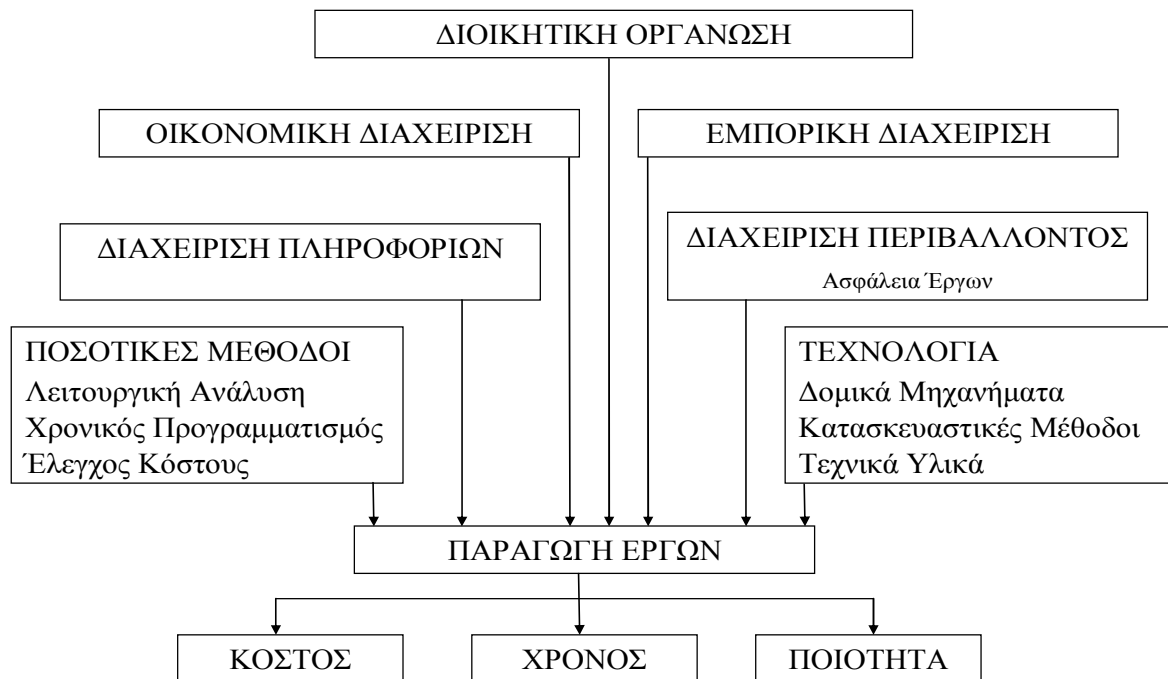 ΔΙΟΙΚΗΤΙΚΗ ΟΡΓΑΝΩΣΗ
ΟΙΚΟΝΟΜΙΚΗ ΔΙΑΧΕΙΡΙΣΗ
ΕΜΠΟΡΙΚΗ ΔΙΑΧΕΙΡΙΣΗ
ΔΙΑΧΕΙΡΙΣΗ ΠΛΗΡΟΦΟΡΙΩΝ
ΔΙΑΧΕΙΡΙΣΗ ΠΕΡΙΒΑΛΛΟΝΤΟΣ
Ασφάλεια Έργων
ΠΟΣΟΤΙΚΕΣ ΜΕΘΟΔΟΙ
Λειτουργική Ανάλυση
Χρονικός Προγραμματισμός
Έλεγχος Κόστους
ΤΕΧΝΟΛΟΓΙΑ
Δομικά Μηχανήματα
Κατασκευαστικές Μέθοδοι
Τεχνικά Υλικά
ΠΑΡΑΓΩΓΗ ΕΡΓΩΝ
ΚΟΣΤΟΣ
ΧΡΟΝΟΣ
ΠΟΙΟΤΗΤΑ